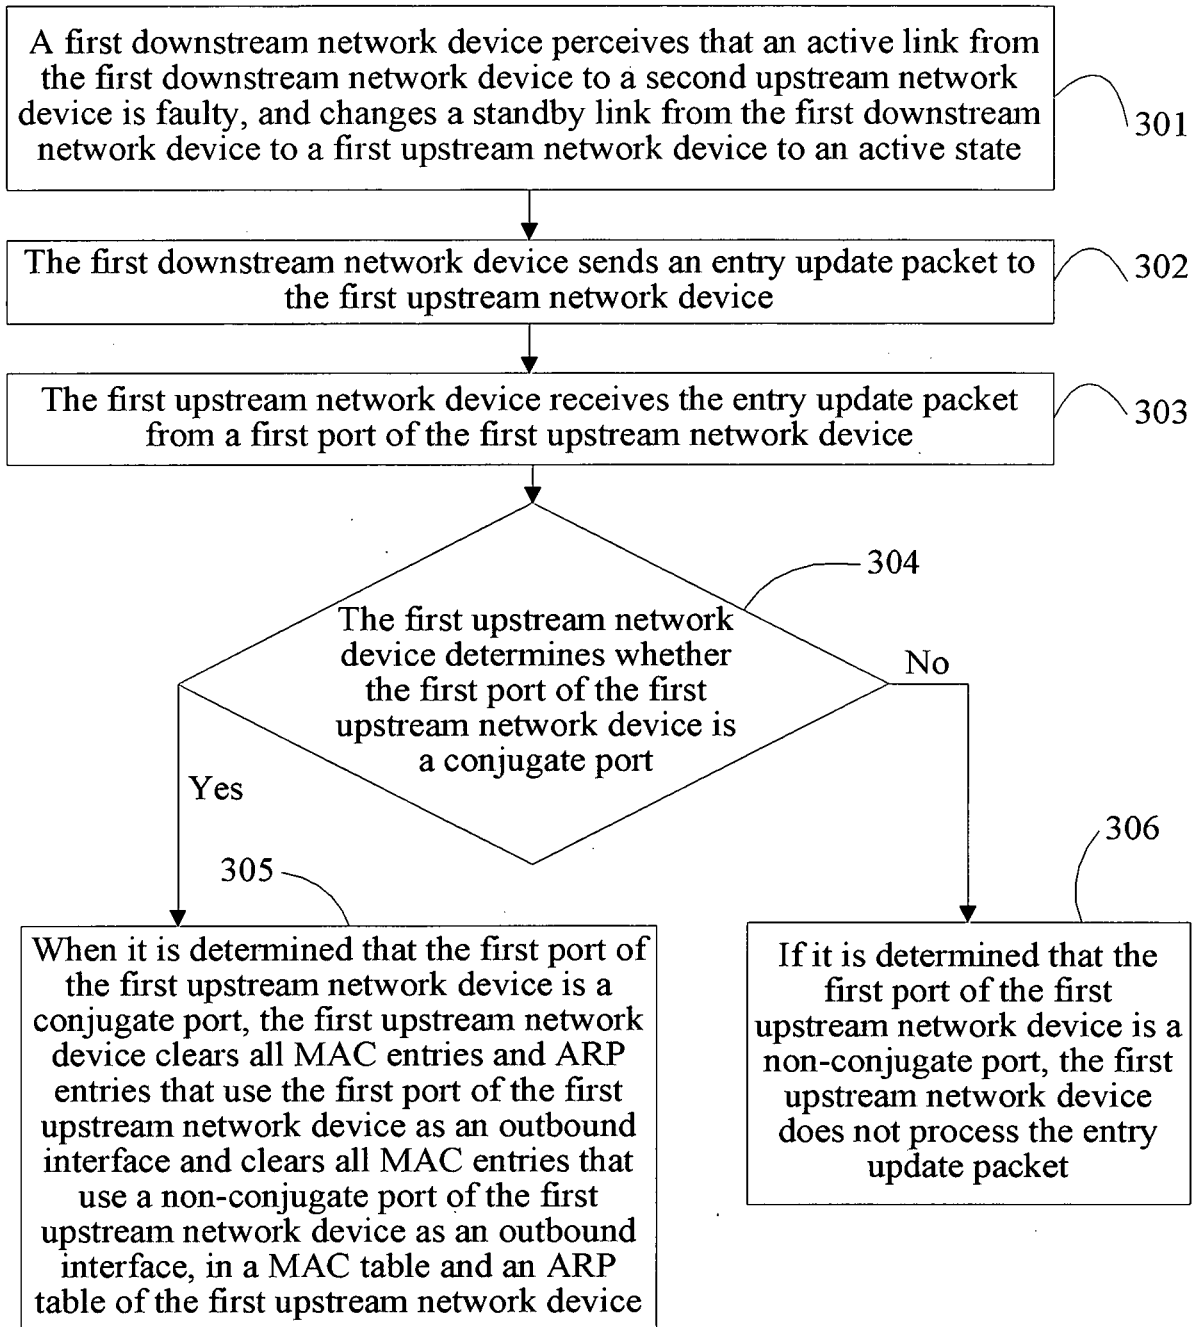 A first downstream network device perceives that an active link from
the first downstream network device to a second upstream network
device is faulty, and changes a standby link from the first downstream
network device to a first upstream network device to an active state
301
The first downstream network device sends an entry update packet to
the first upstream network device
302
The first upstream network device receives the entry update packet
from a first port of the first upstream network device
303
304
The first upstream network
device determines whether
the first port of the first
upstream network device is
a conjugate port
No
Yes
305
306
When it is determined that the first port of
the first upstream network device is a
conjugate port, the first upstream network
device clears all MAC entries and ARP
entries that use the first port of the first
upstream network device as an outbound
interface and clears all MAC entries that
use a non-conjugate port of the first
upstream network device as an outbound
interface, in a MAC table and an ARP
table of the first upstream network device
If it is determined that the
first port of the first
upstream network device is a
non-conjugate port, the first
upstream network device
does not process the entry
update packet